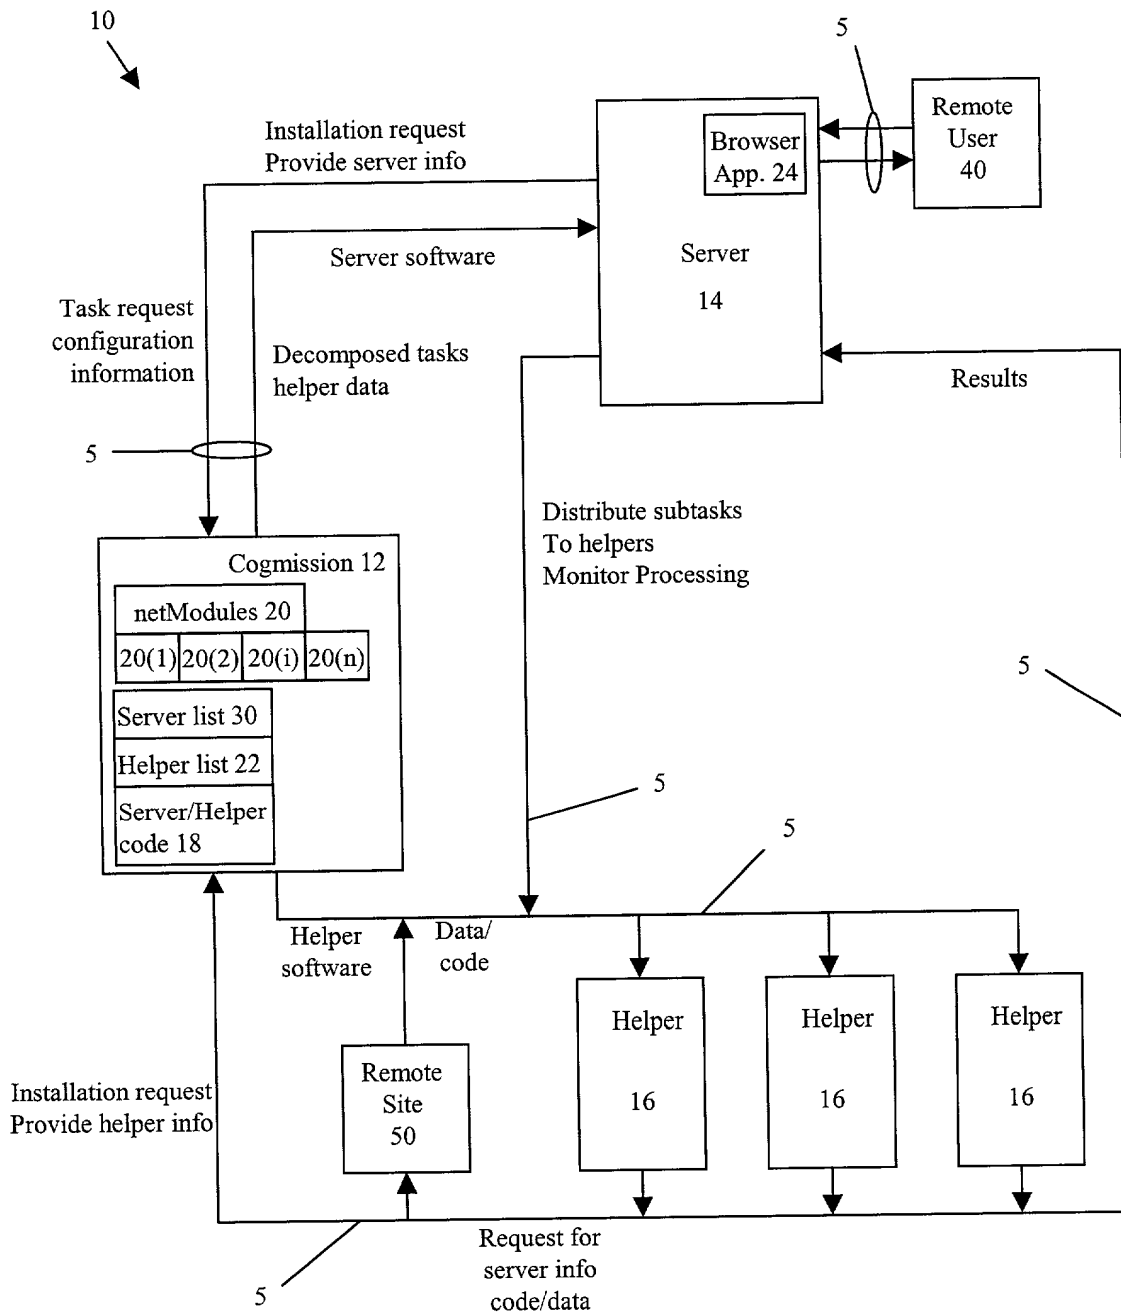 10
5
Installation request
Provide server info
Browser
App. 24
Remote
User
40
Server software
Server
14
Task request
configuration
information
Decomposed tasks
helper data
Results
5
Distribute subtasks
To helpers
Monitor Processing
Cogmission 12
netModules 20
20(1) 20(2) 20(i) 20(n)
Server list 30
Helper list 22
Server/Helper
code 18
5
5
5
Helper
software
Data/
code
Helper
16
Helper
16
Helper
16
Remote
Site
50
Installation request
Provide helper info
5
Request for
server info
code/data